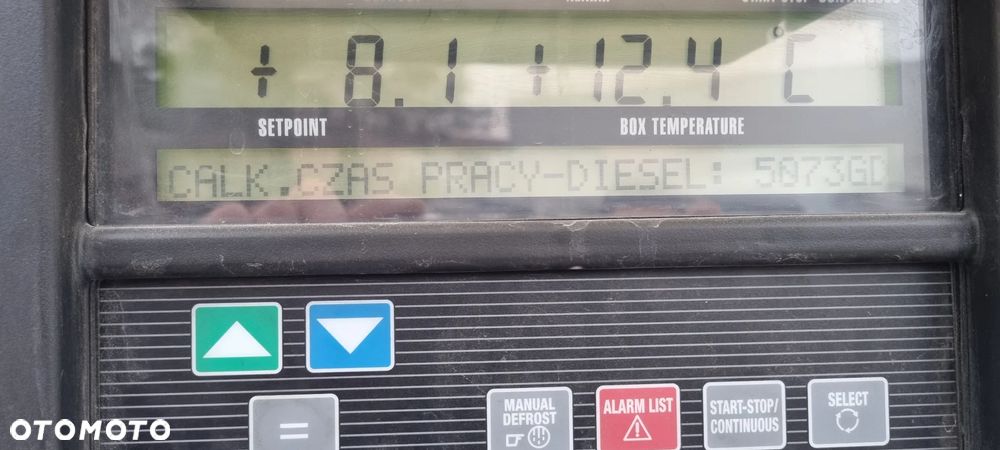 + 8.1 + 12.4 °C
SETPOINT BOX TEMPERATURE
CALK.CZAS PRACY-DIESEL: 5073GD
MANUAL DEFROST
ALARM LIST
START-STOP/ CONTINUOUS
SELECT
=
OTOMOTO